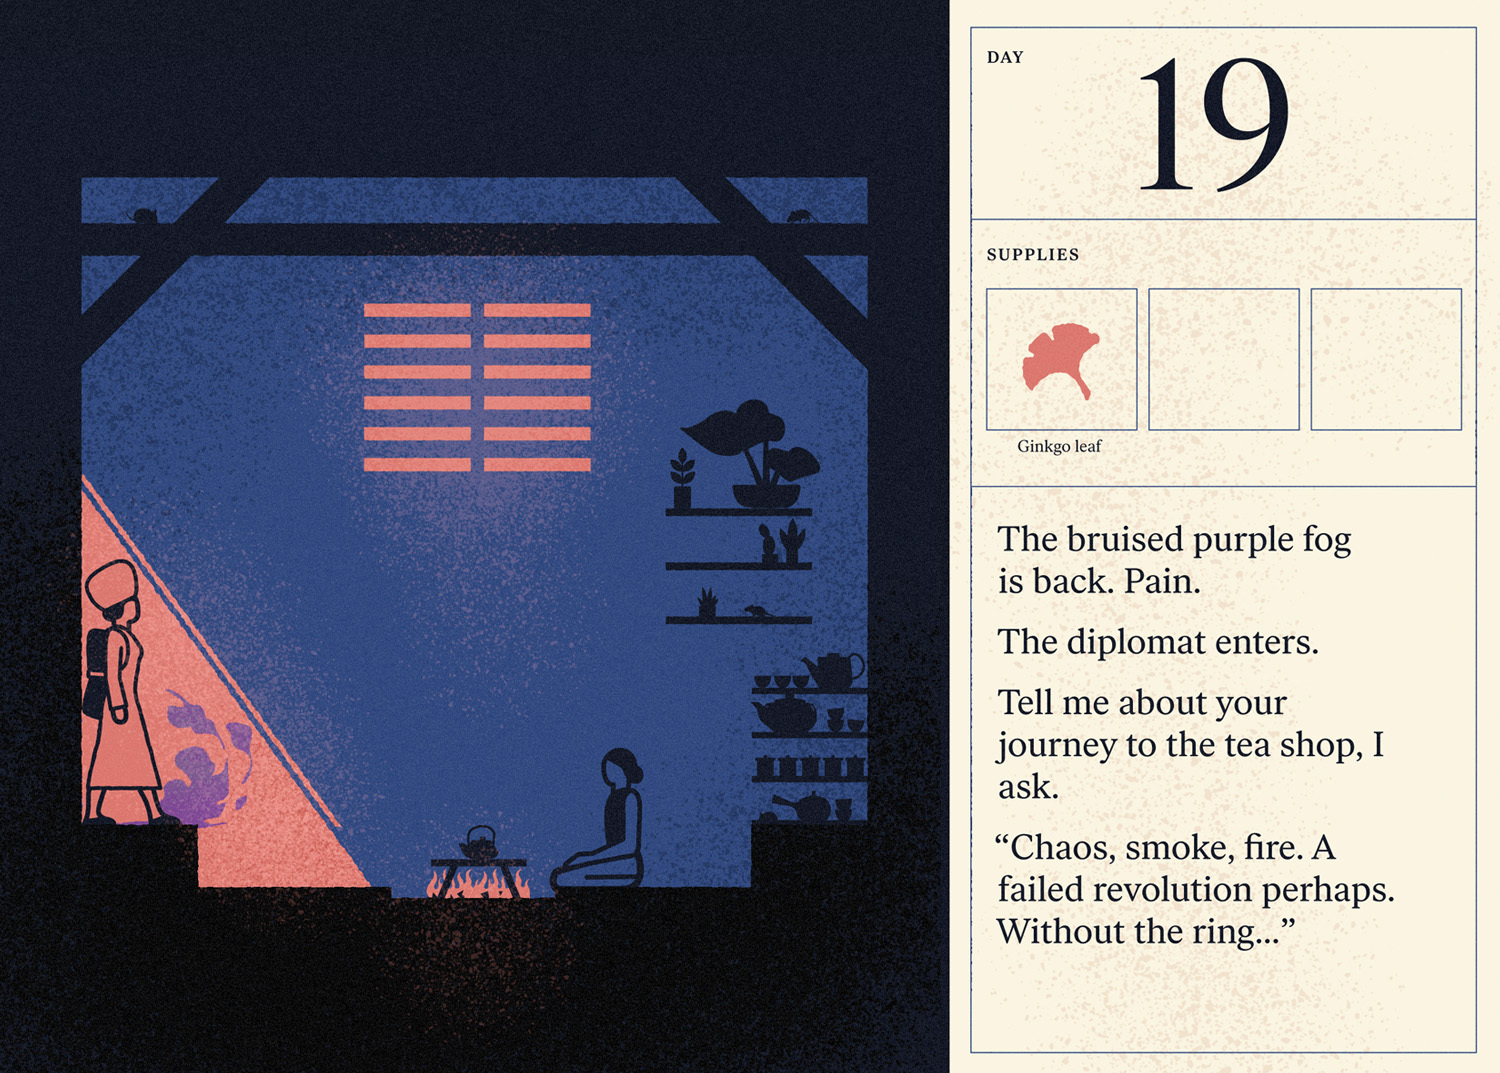 DAY
19
SUPPLIES
Ginkgo leaf
The bruised purple fog
is back. Pain.
The diplomat enters.
Tell me about your
journey to the tea shop, I
ask.
“Chaos, smoke, fire. A
failed revolution perhaps.
Without the ring...”